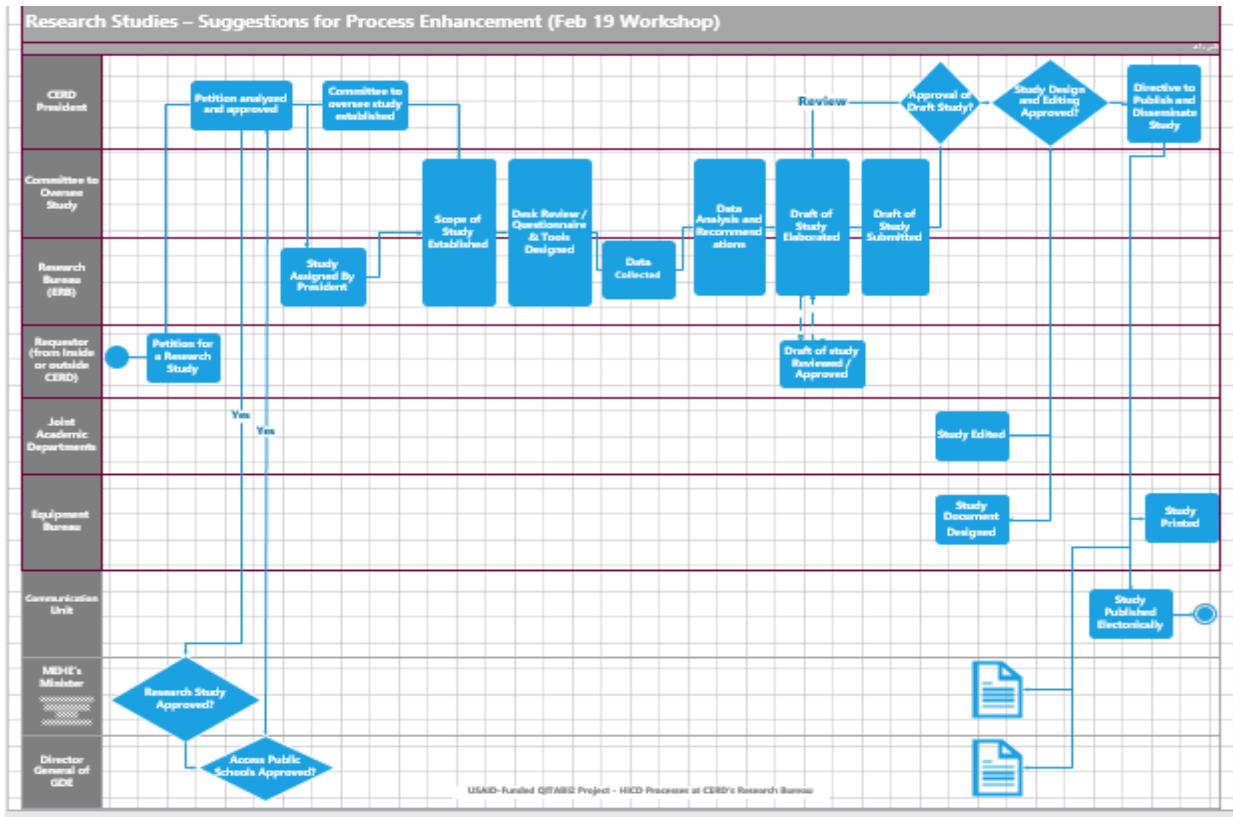 Research Studies – Suggestions for Process Enhancement (Feb 19 Workshop)
CERD
President
Petition analyzed
and approved
Committee to
oversee study
established
Review
Approval of
Draft Study?
Study Design
and Editing
Approved?
Directive to
Publish and
Disseminate
Study
Committee to
Oversee
Study
Scope of
Study
Established
Desk Review /
Questionnaire
& Tools
Designed
Data
Analysis and
Recommend
ations
Draft of
Study
Elaborated
Draft of
Study
Submitted
Research
Bureau
(ERB)
Study
Assigned By
President
Data
Collected
Requestor
(from Inside
or outside
CERD)
Petition for
a Research
Study
Draft of study
Reviewed /
Approved
Joint
Academic
Departments
Yes
Yes
Study Edited
Equipment
Bureau
Study
Document
Designed
Study
Printed
Communication
Unit
Study
Published
Electonically
MEHE's
Minister
Research Study
Approved?
Director
General of
GDE
Access Public
Schools Approved?
USAID-Funded QITABI2 Project - HICD Processes at CERD's Research Bureau